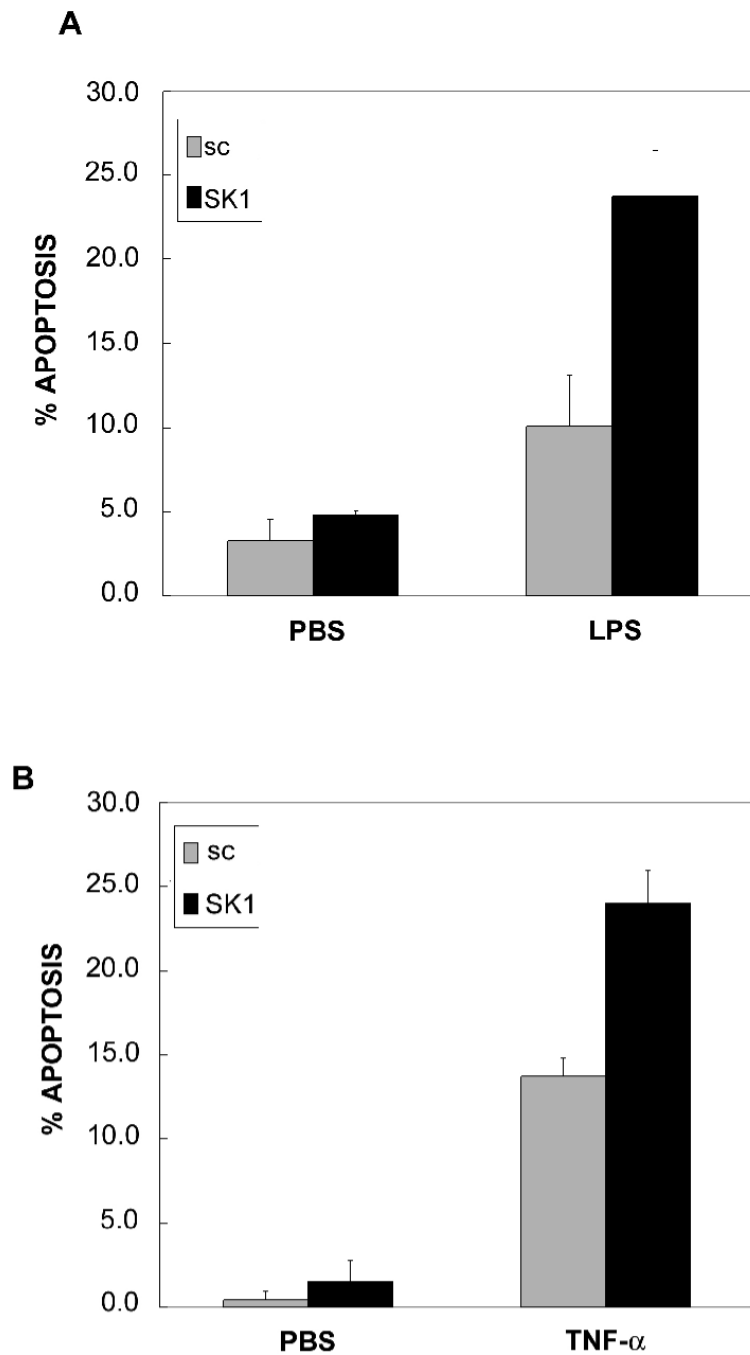 A
30.0
25.0
20.0
15.0
10.0
5.0
0.0
% APOPTOSIS
sc
SK1
PBS LPS
B
30.0
25.0
20.0
15.0
10.0
5.0
0.0
% APOPTOSIS
sc
SK1
PBS TNF-α